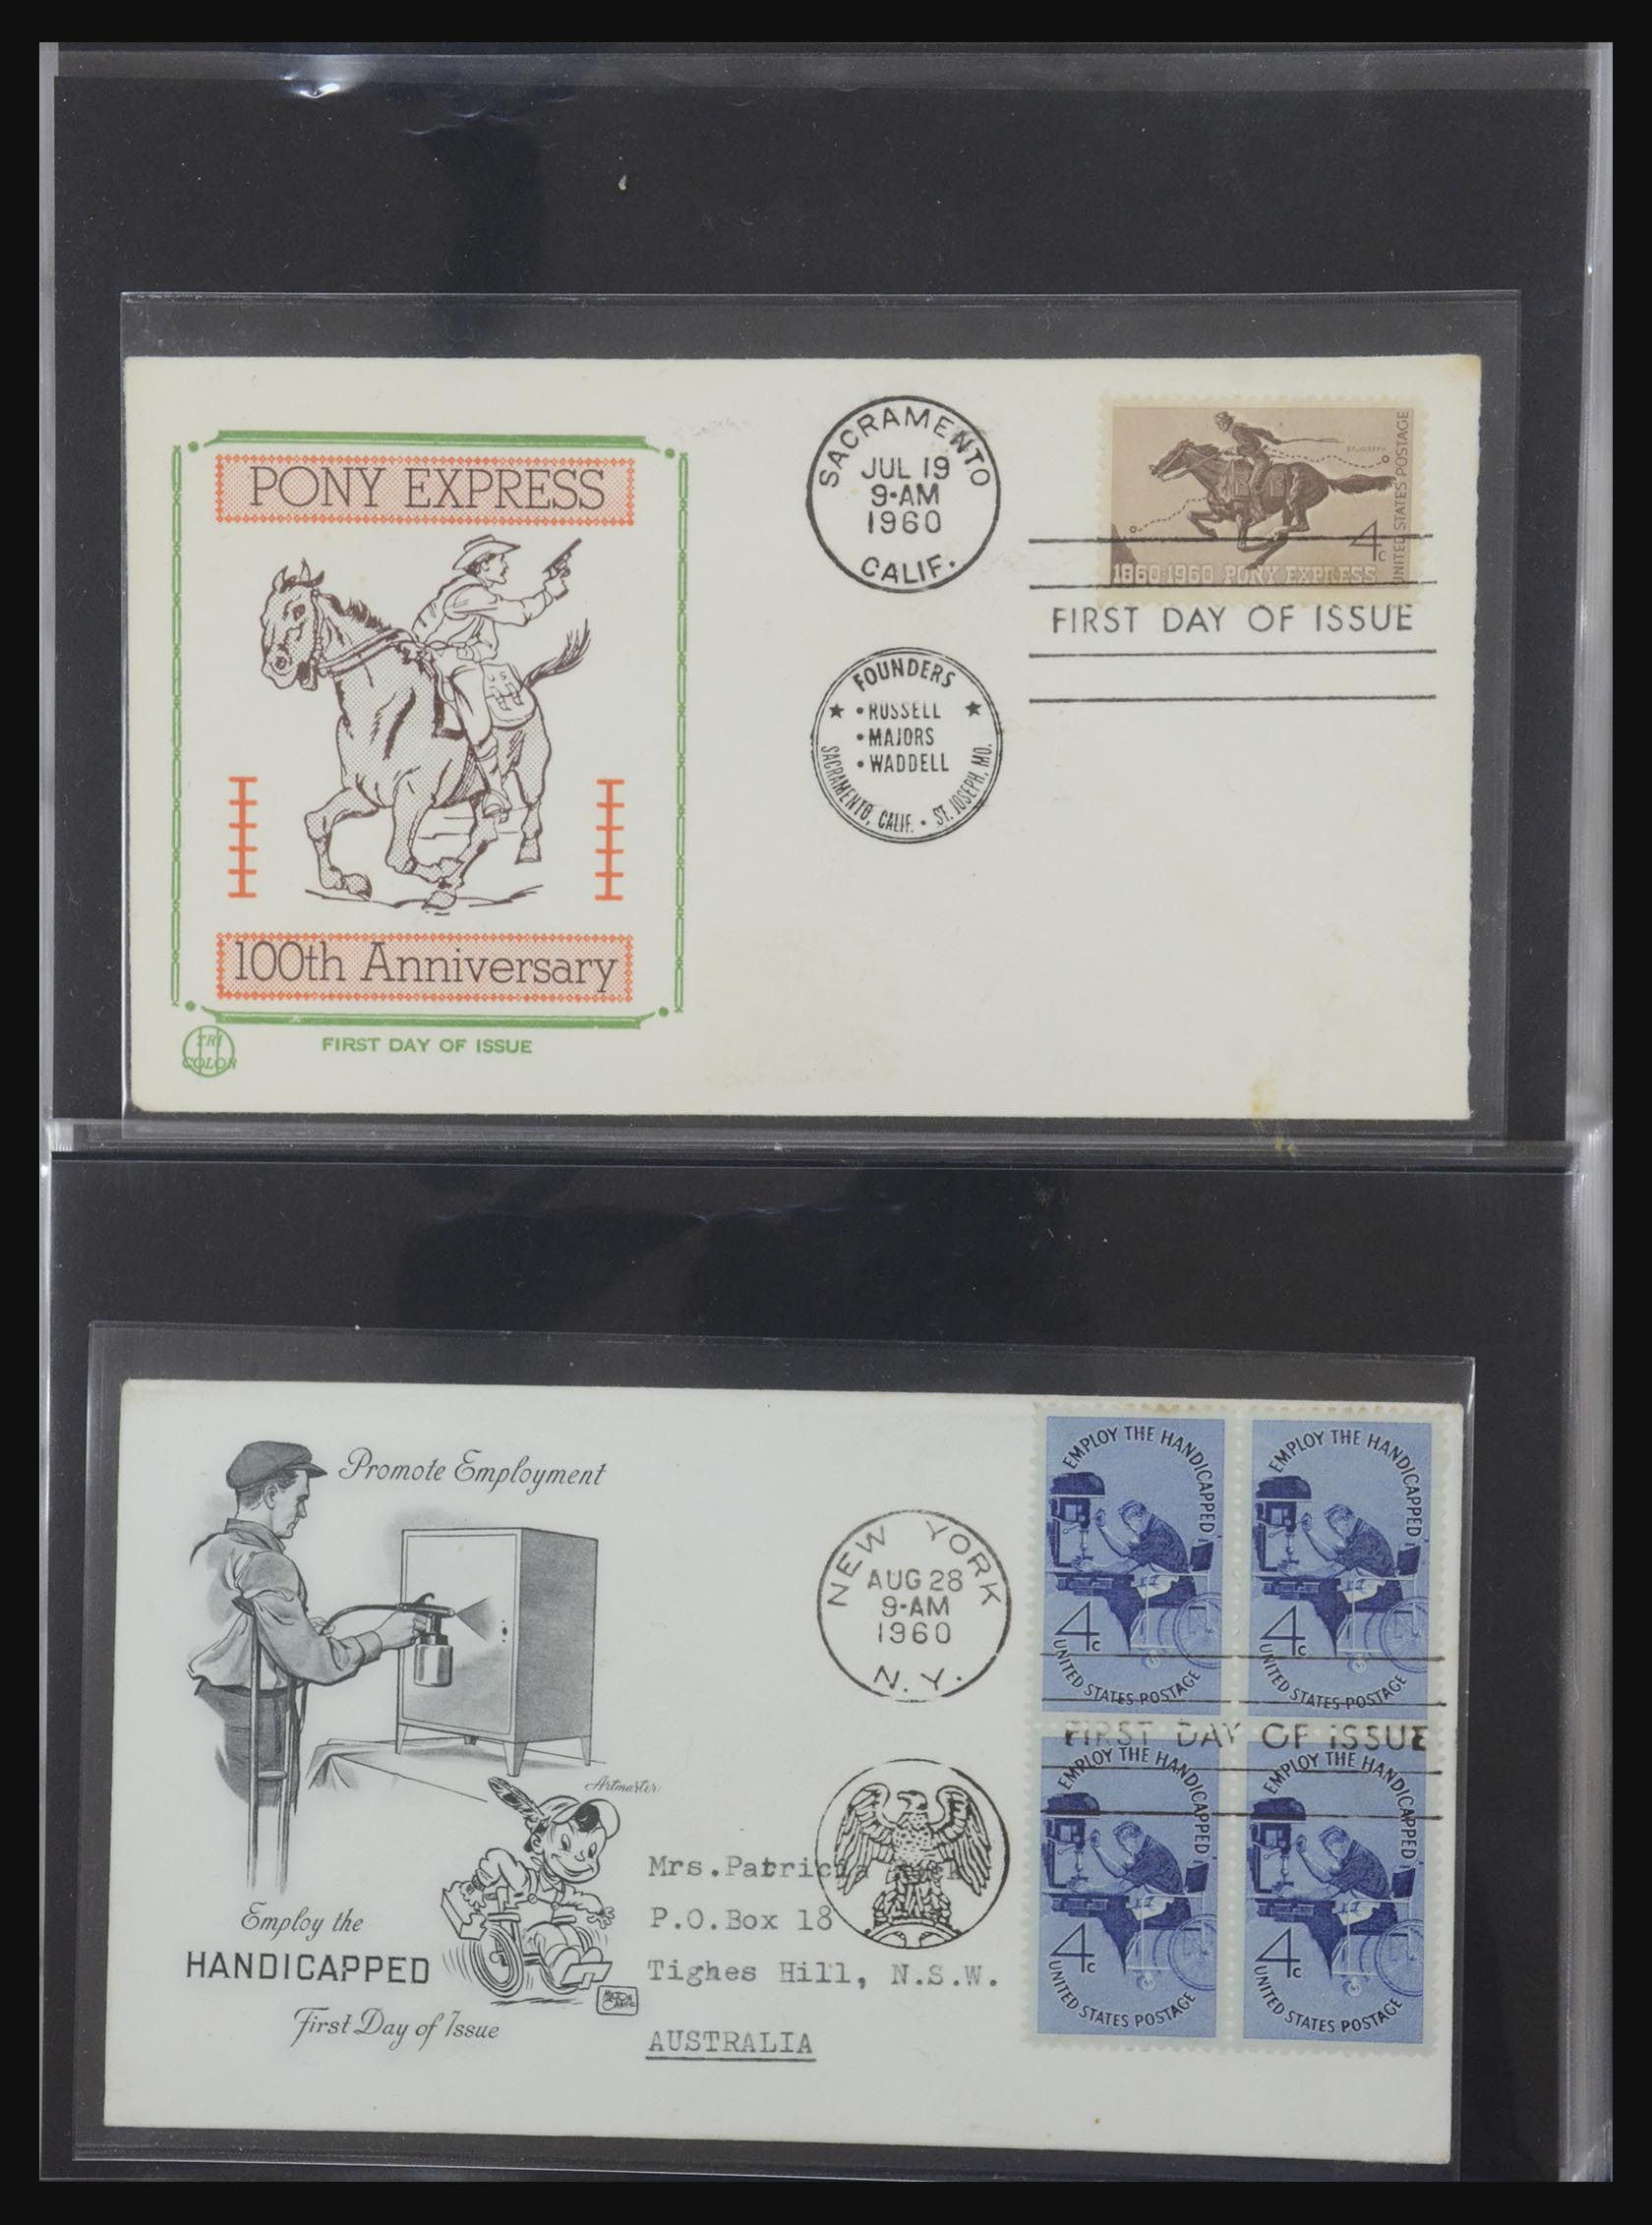 PONY EXPRESS
100th Anniversary
FIRST DAY OF ISSUE
TRI
COLOR
U S
SACRAMENTO
JUL 19
9-AM
1960
CALIF.
FOUNDERS
• RUSSELL
• MAJORS
• WADDELL
SACRAMENTO, CALIF. • ST. JOSEPH, MO.
ST. JOSEPH
UNITED STATES POSTAGE
4c
1860·1960 PONY EXPRESS
FIRST DAY OF ISSUE
Promote Employment
Artmaster
Employ the
HANDICAPPED
First Day of Issue
NEW YORK
AUG 28
9-AM
1960
N.Y.
Mrs. Patricia
P.O.Box 18
Tighes Hill, N.S.W.
AUSTRALIA
EMPLOY THE HANDICAPPED
4c
UNITED STATES POSTAGE
EMPLOY THE HANDICAPPED
4c
UNITED STATES POSTAGE
FIRST DAY OF ISSUE
EMPLOY THE HANDICAPPED
4c
UNITED STATES POSTAGE
EMPLOY THE HANDICAPPED
4c
UNITED STATES POSTAGE